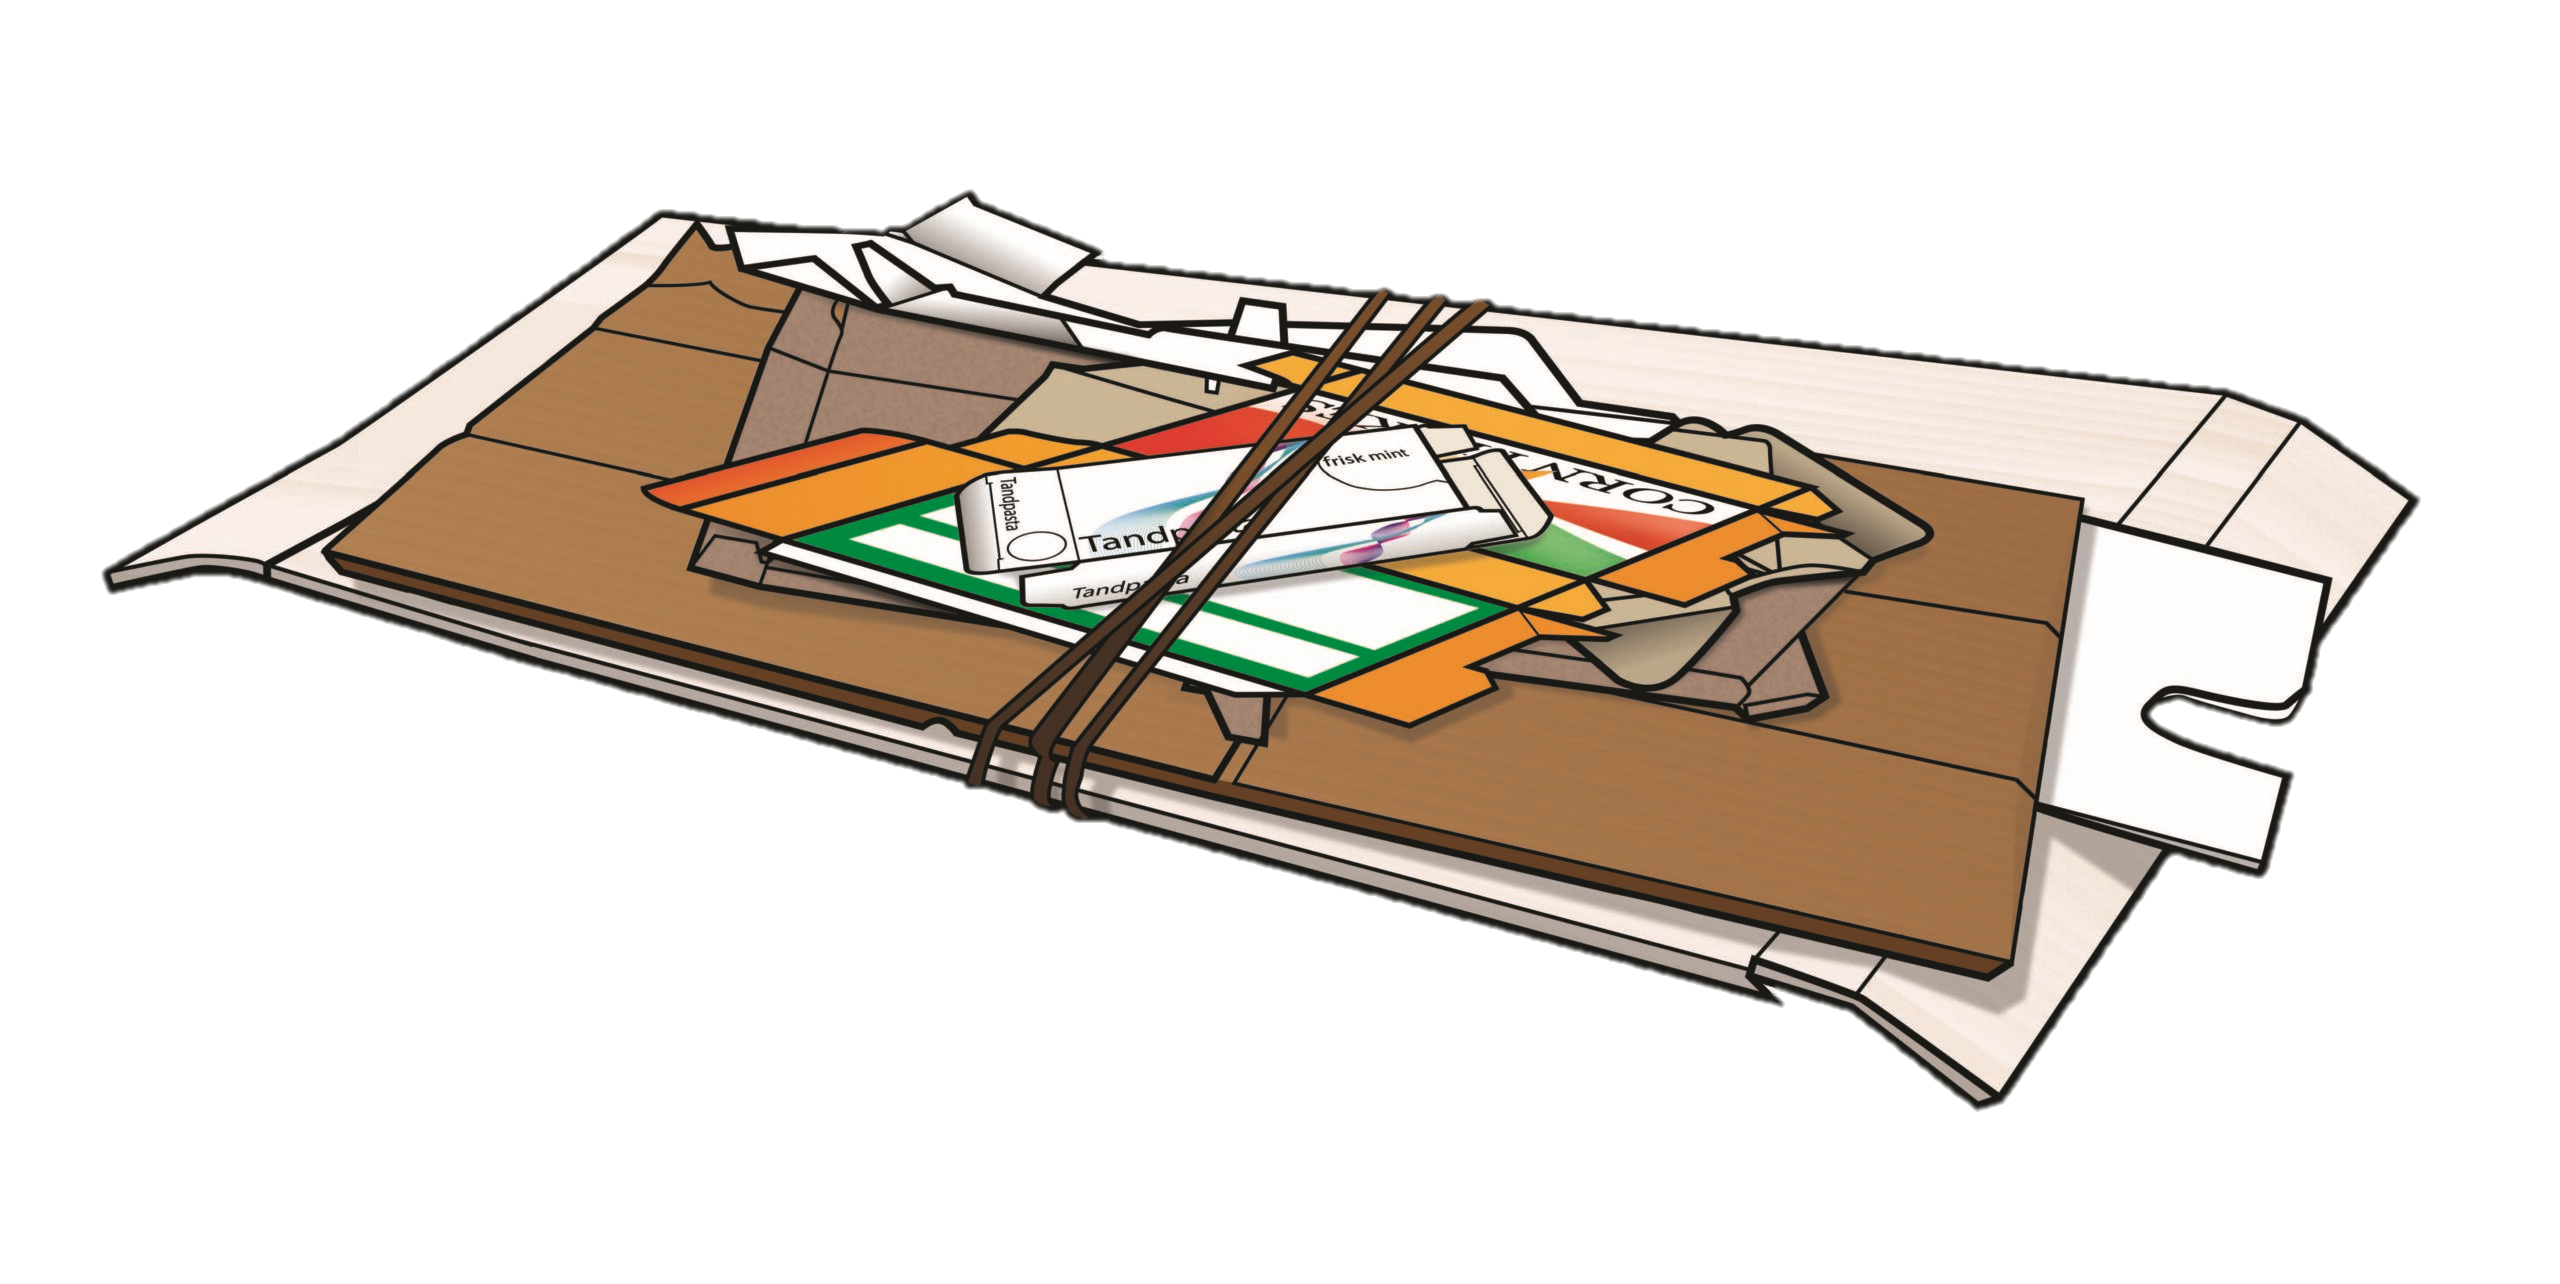 CORN
frisk mint
Tandpasta
Tandp
Tandp a